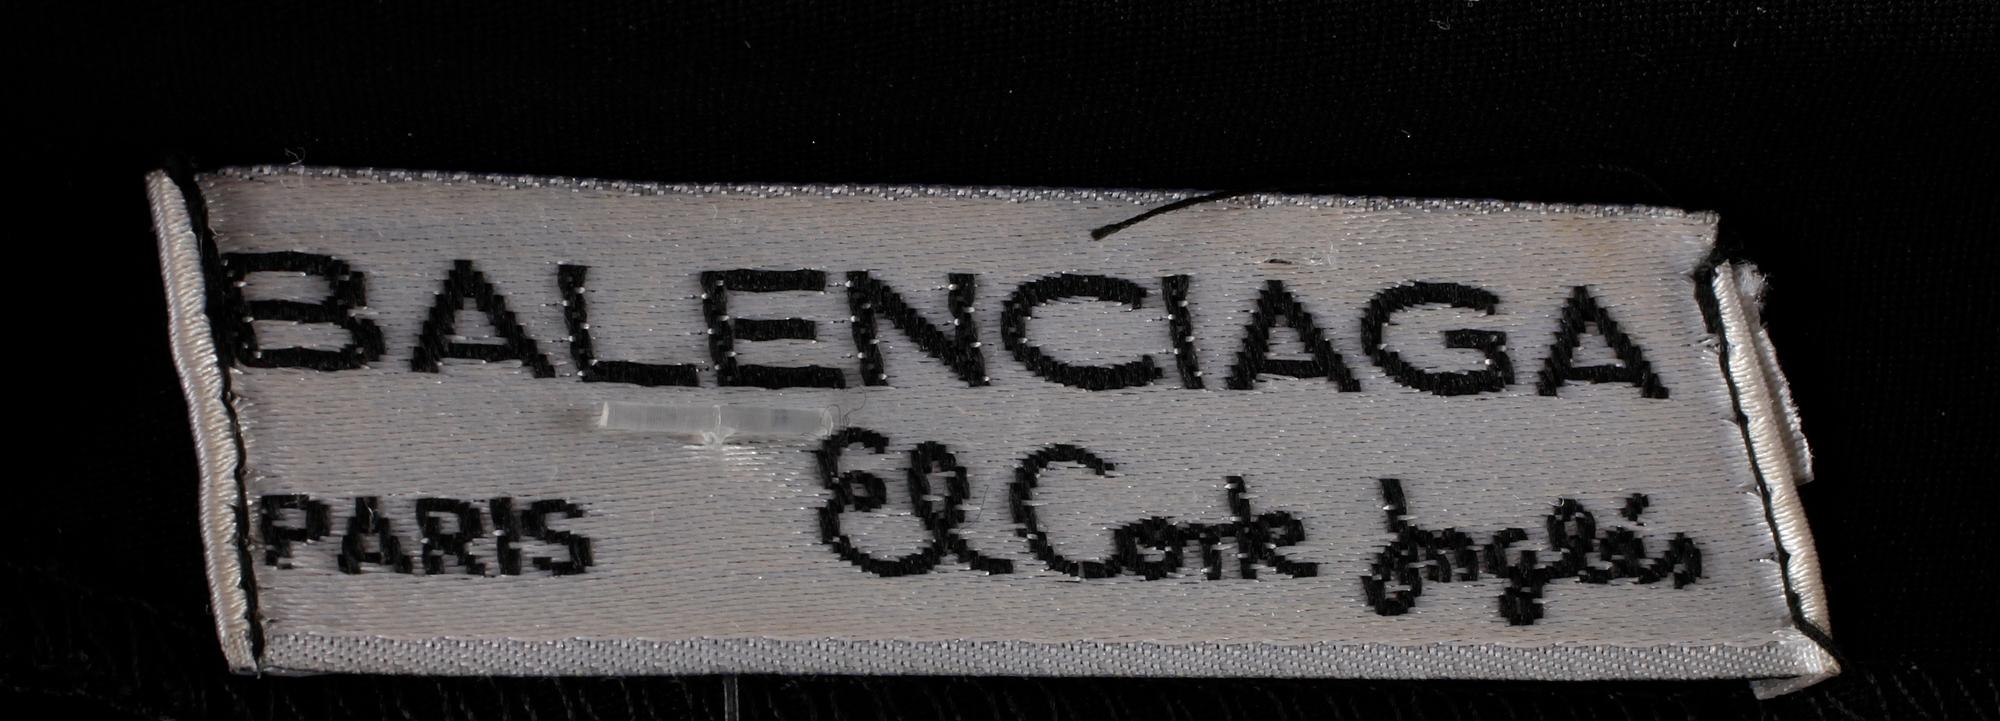 BALENCIAGA
PARIS El Corte Inglés